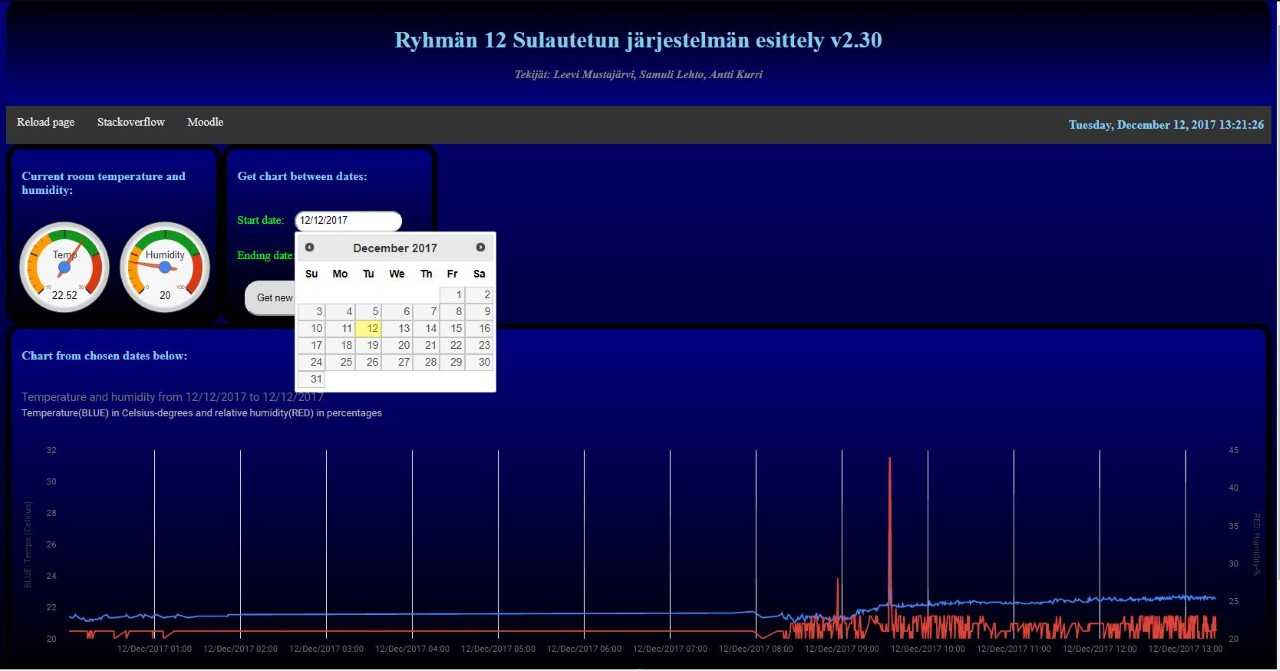 Ryhmän 12 Sulautetun järjestelmän esittely v2.30
Tekijät: Leevi Mustajärvi, Samuli Lehto, Antti Kurri
Reload page Stackoverflow Moodle
Tuesday, December 12, 2017 13:21:26
Current room temperature and
humidity:
Temp
10 30
22.52
Humidity
0 100
20
Get chart between dates:
Start date: 12/12/2017
Ending date:
Get new
December 2017
Su Mo Tu We Th Fr Sa
1 2
3 4 5 6 7 8 9
10 11 12 13 14 15 16
17 18 19 20 21 22 23
24 25 26 27 28 29 30
31
Chart from chosen dates below:
Temperature and humidity from 12/12/2017 to 12/12/2017
Temperature(BLUE) in Celsius-degrees and relative humidity(RED) in percentages
32
30
28
26
24
22
20
BLUE: Temps (Celsius)
45
40
35
30
25
20
RED: Humidity-%
12/Dec/2017 01:00 12/Dec/2017 02:00 12/Dec/2017 03:00 12/Dec/2017 04:00 12/Dec/2017 05:00 12/Dec/2017 06:00 12/Dec/2017 07:00 12/Dec/2017 08:00 12/Dec/2017 09:00 12/Dec/2017 10:00 12/Dec/2017 11:00 12/Dec/2017 12:00 12/Dec/2017 13:00